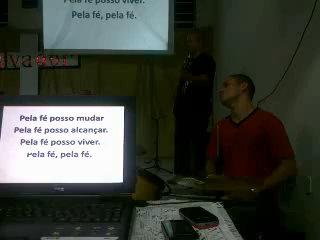 Pela fé posso viver.
Pela fé, pela fé.
Pela fé posso mudar
Pela fé posso alcançar.
Pela fé posso viver.
Pela fé, pela fé.